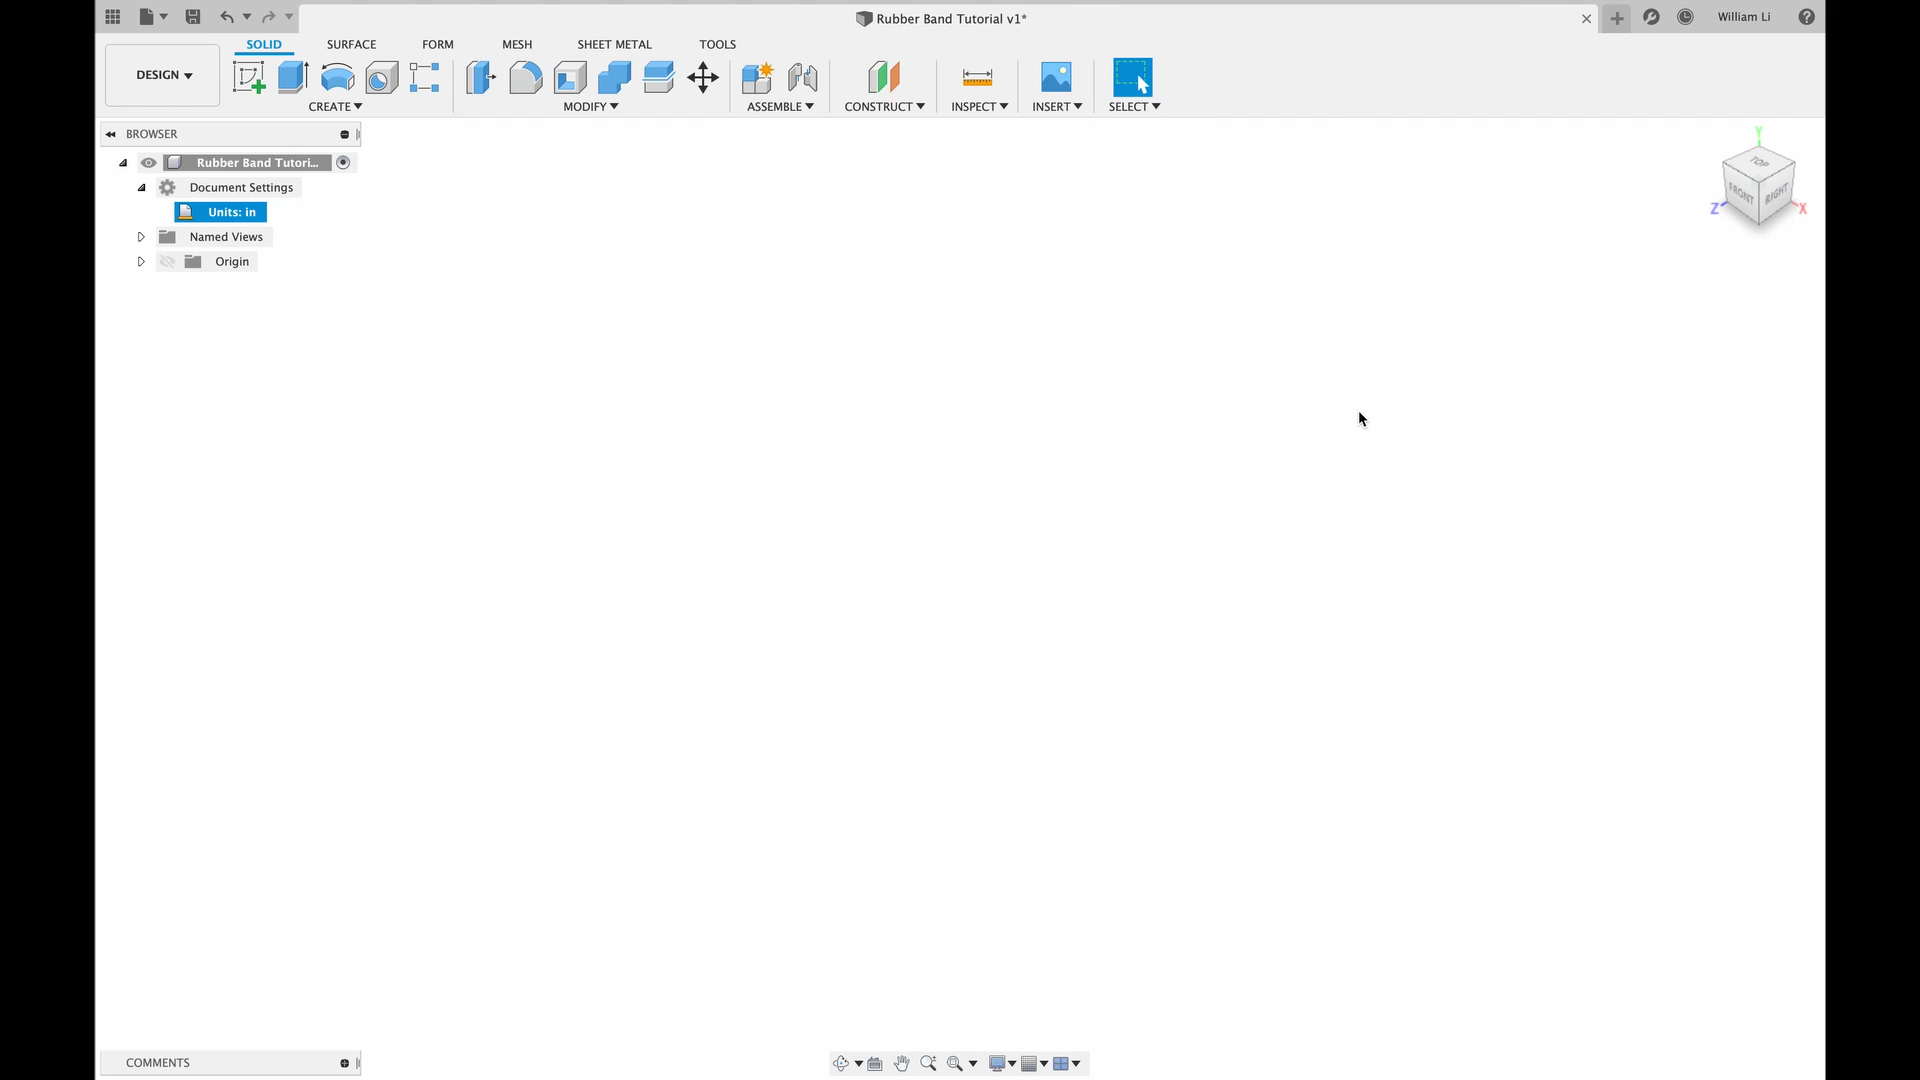 Rubber Band Tutorial v1*
William Li
SOLID SURFACE FORM MESH SHEET METAL TOOLS
DESIGN
CREATE MODIFY ASSEMBLE CONSTRUCT INSPECT INSERT SELECT
BROWSER
Rubber Band Tutori...
Document Settings
Units: in
Named Views
Origin
Y
TOP
FRONT RIGHT
Z X
COMMENTS